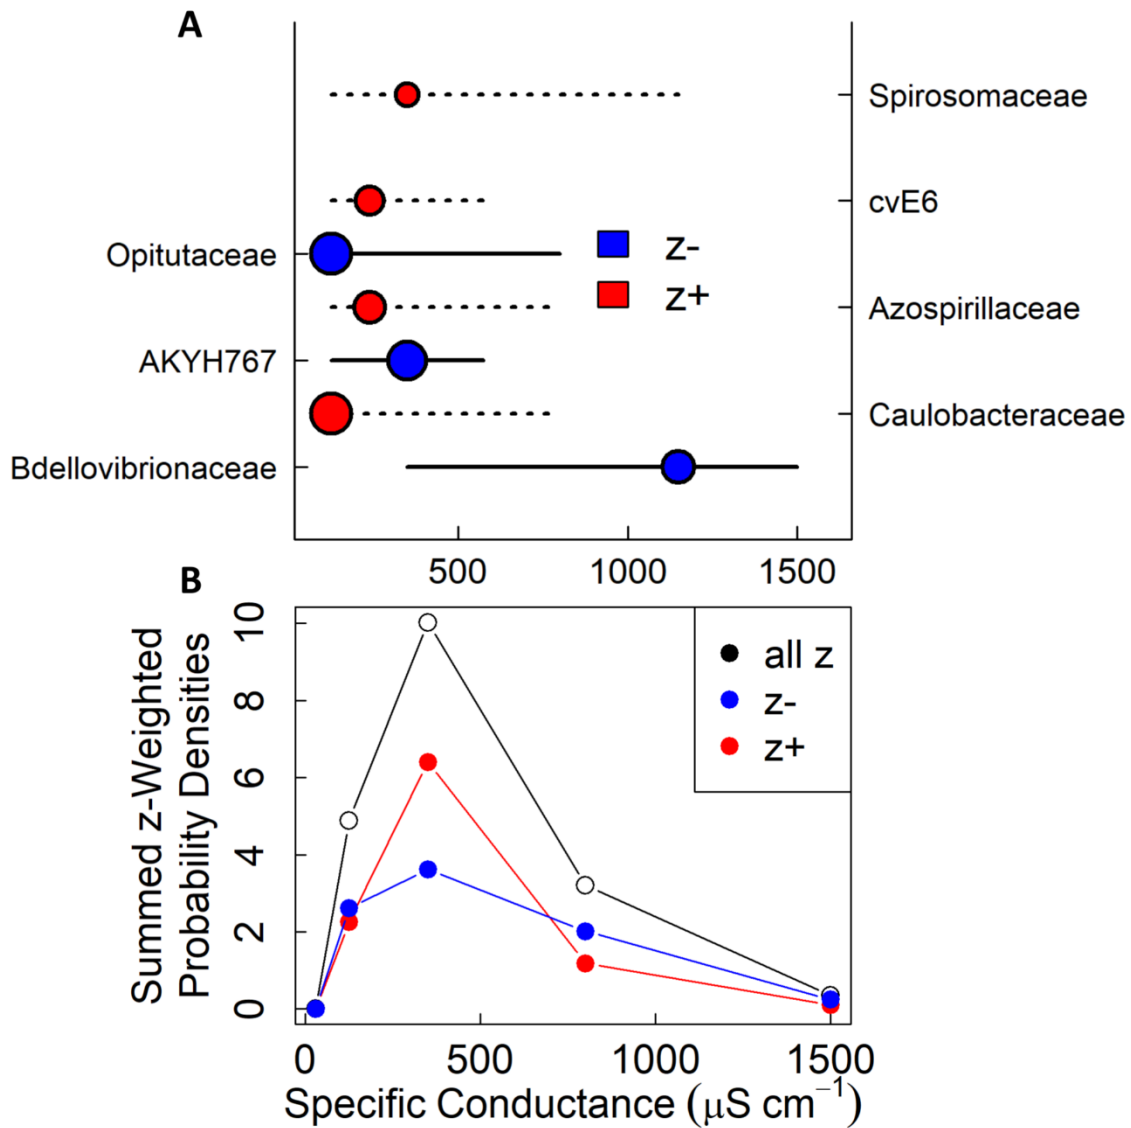 A
Spirosomaceae
cvE6
Opitutaceae
z-
z+
Azospirillaceae
AKYH767
Caulobacteraceae
Bdellovibrionaceae
500 1000 1500
B
Summed z-Weighted
Probability Densities
10
8
6
4
2
0
all z
z-
z+
0 500 1000 1500
Specific Conductance (μS cm⁻¹)